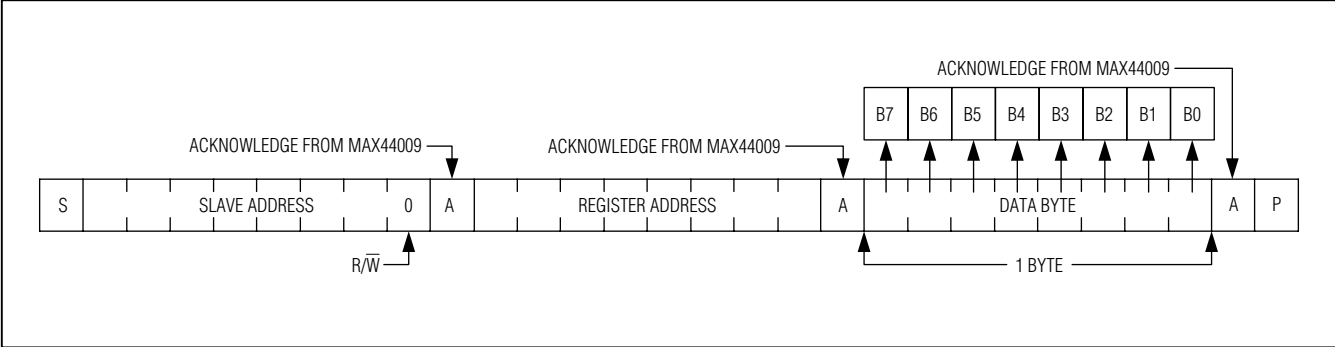 ACKNOWLEDGE FROM MAX44009
B7 B6 B5 B4 B3 B2 B1 B0
ACKNOWLEDGE FROM MAX44009 ACKNOWLEDGE FROM MAX44009
S SLAVE ADDRESS 0 A REGISTER ADDRESS A DATA BYTE A P
R/W̅ 1 BYTE